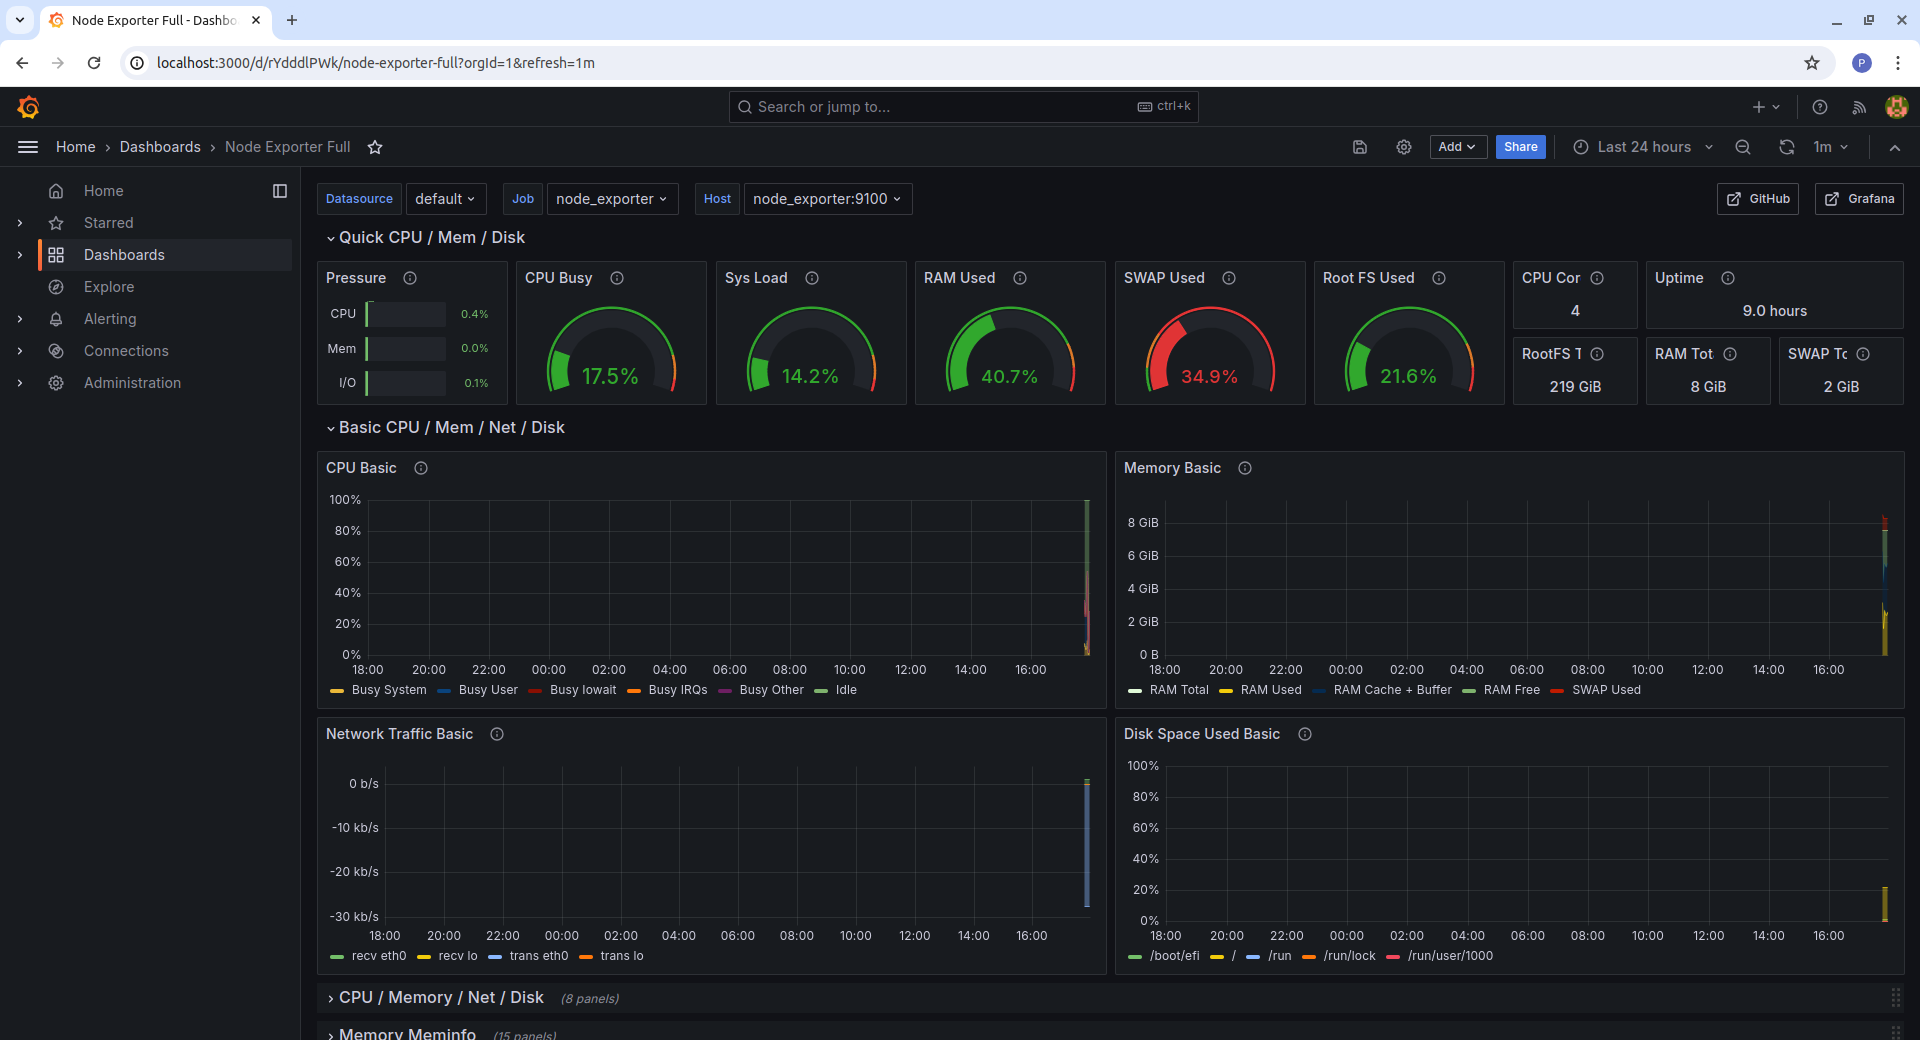 Node Exporter Full - Dashbo
localhost:3000/d/rYdddlPWk/node-exporter-full?orgId=1&refresh=1m
P
Search or jump to...
ctrl+k
Home > Dashboards > Node Exporter Full
Add
Share
Last 24 hours
1m
Home
Starred
Dashboards
Explore
Alerting
Connections
Administration
Datasource default Job node_exporter Host node_exporter:9100
GitHub
Grafana
Quick CPU / Mem / Disk
Pressure
CPU 0.4%
Mem 0.0%
I/O 0.1%
CPU Busy
17.5%
Sys Load
14.2%
RAM Used
40.7%
SWAP Used
34.9%
Root FS Used
21.6%
CPU Cor
4
Uptime
9.0 hours
RootFS T
219 GiB
RAM Tot
8 GiB
SWAP Tc
2 GiB
Basic CPU / Mem / Net / Disk
CPU Basic
100%
80%
60%
40%
20%
0%
18:00 20:00 22:00 00:00 02:00 04:00 06:00 08:00 10:00 12:00 14:00 16:00
Busy System Busy User Busy Iowait Busy IRQs Busy Other Idle
Memory Basic
8 GiB
6 GiB
4 GiB
2 GiB
0 B
18:00 20:00 22:00 00:00 02:00 04:00 06:00 08:00 10:00 12:00 14:00 16:00
RAM Total RAM Used RAM Cache + Buffer RAM Free SWAP Used
Network Traffic Basic
0 b/s
-10 kb/s
-20 kb/s
-30 kb/s
18:00 20:00 22:00 00:00 02:00 04:00 06:00 08:00 10:00 12:00 14:00 16:00
recv eth0 recv lo trans eth0 trans lo
Disk Space Used Basic
100%
80%
60%
40%
20%
0%
18:00 20:00 22:00 00:00 02:00 04:00 06:00 08:00 10:00 12:00 14:00 16:00
/boot/efi / /run /run/lock /run/user/1000
CPU / Memory / Net / Disk (8 panels)
Memory Meminfo (15 panels)